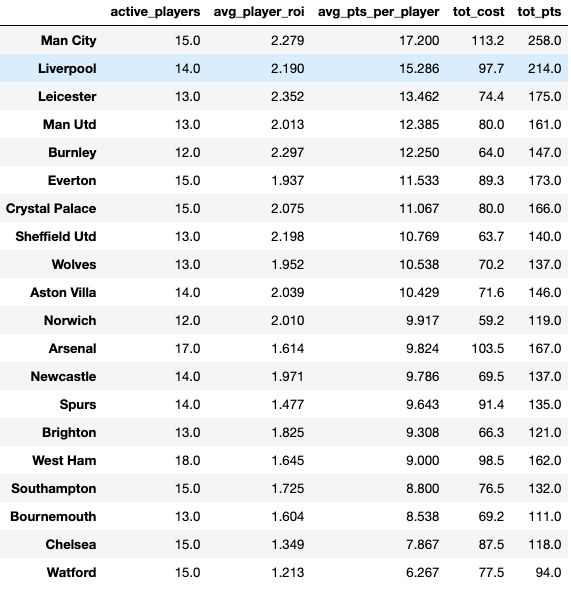 active_players avg_player_roi avg_pts_per_player tot_cost tot_pts
Man City 15.0 2.279 17.200 113.2 258.0
Liverpool 14.0 2.190 15.286 97.7 214.0
Leicester 13.0 2.352 13.462 74.4 175.0
Man Utd 13.0 2.013 12.385 80.0 161.0
Burnley 12.0 2.297 12.250 64.0 147.0
Everton 15.0 1.937 11.533 89.3 173.0
Crystal Palace 15.0 2.075 11.067 80.0 166.0
Sheffield Utd 13.0 2.198 10.769 63.7 140.0
Wolves 13.0 1.952 10.538 70.2 137.0
Aston Villa 14.0 2.039 10.429 71.6 146.0
Norwich 12.0 2.010 9.917 59.2 119.0
Arsenal 17.0 1.614 9.824 103.5 167.0
Newcastle 14.0 1.971 9.786 69.5 137.0
Spurs 14.0 1.477 9.643 91.4 135.0
Brighton 13.0 1.825 9.308 66.3 121.0
West Ham 18.0 1.645 9.000 98.5 162.0
Southampton 15.0 1.725 8.800 76.5 132.0
Bournemouth 13.0 1.604 8.538 69.2 111.0
Chelsea 15.0 1.349 7.867 87.5 118.0
Watford 15.0 1.213 6.267 77.5 94.0